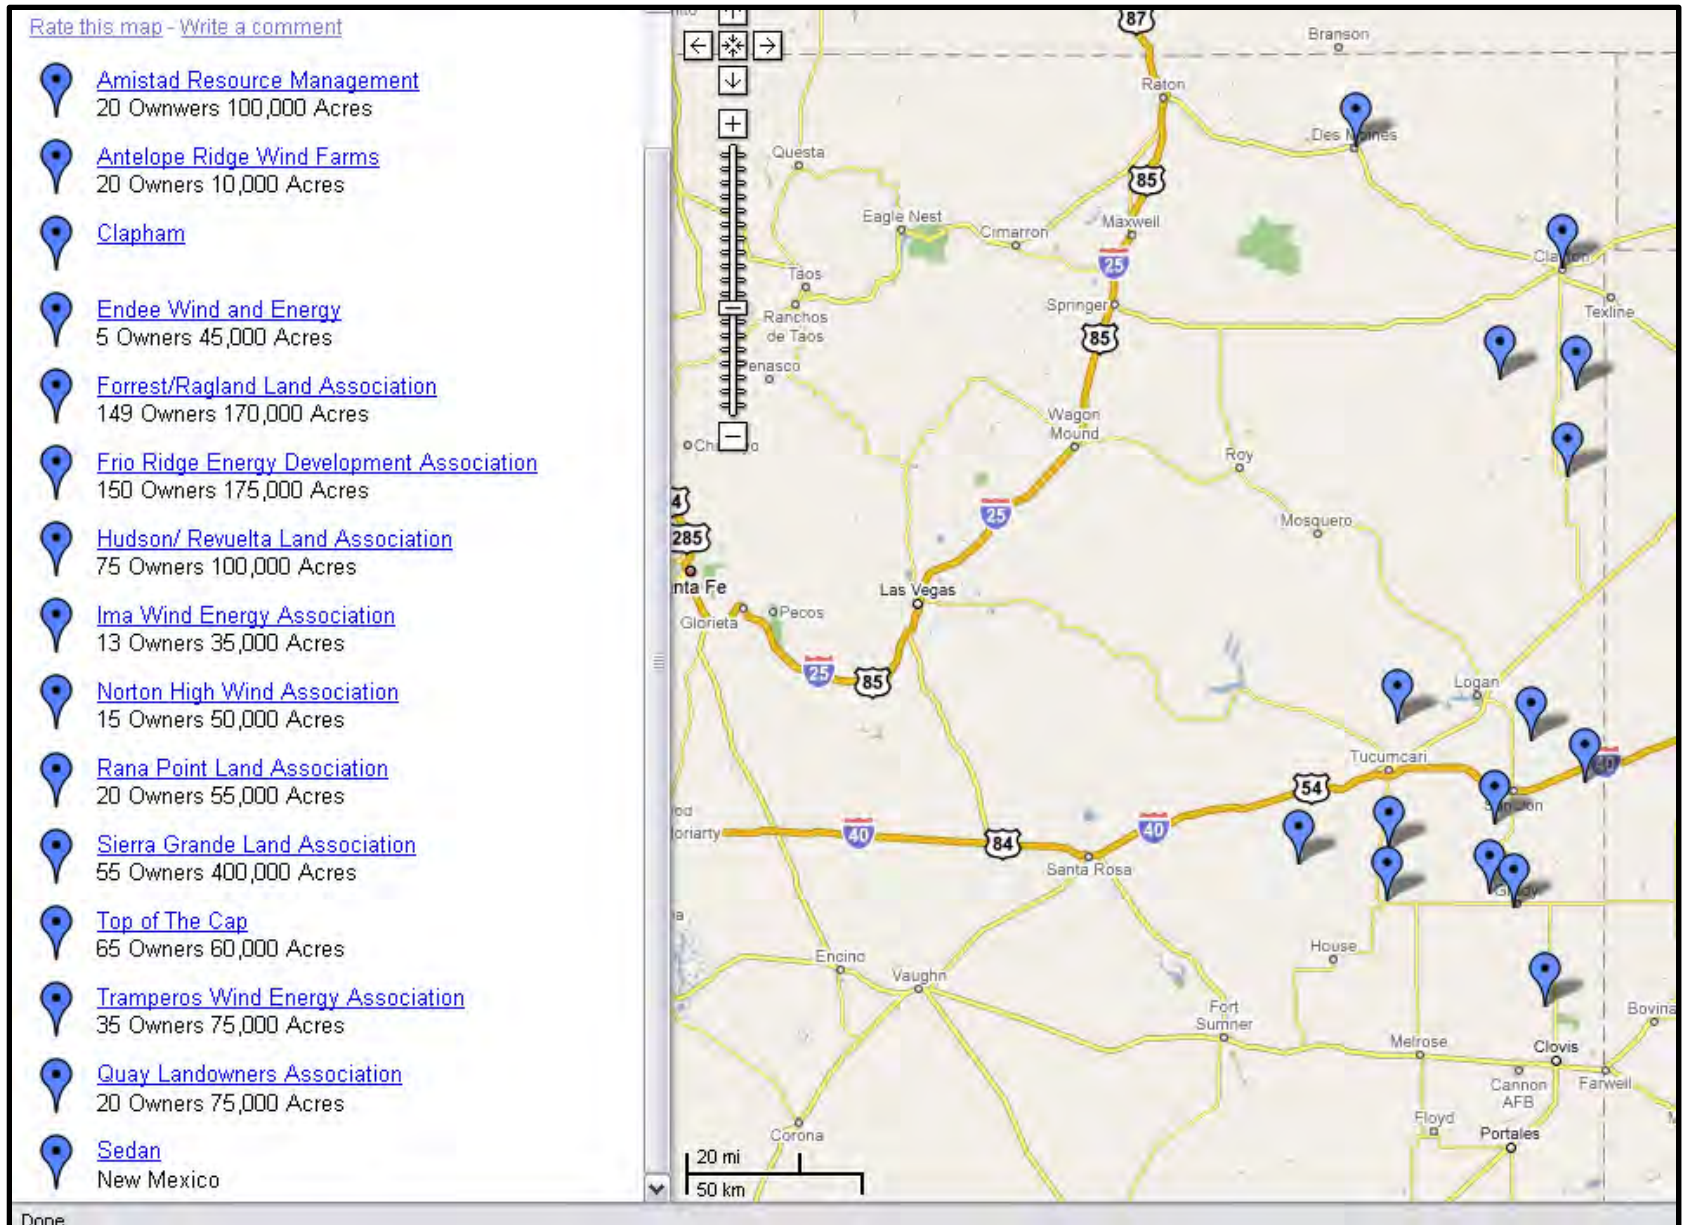 Rate this map - Write a comment
Amistad Resource Management
20 Ownwers 100,000 Acres
Antelope Ridge Wind Farms
20 Owners 10,000 Acres
Clapham
Endee Wind and Energy
5 Owners 45,000 Acres
Forrest/Ragland Land Association
149 Owners 170,000 Acres
Frio Ridge Energy Development Association
150 Owners 175,000 Acres
Hudson/ Revuelta Land Association
75 Owners 100,000 Acres
Ima Wind Energy Association
13 Owners 35,000 Acres
Norton High Wind Association
15 Owners 50,000 Acres
Rana Point Land Association
20 Owners 55,000 Acres
Sierra Grande Land Association
55 Owners 400,000 Acres
Top of The Cap
65 Owners 60,000 Acres
Tramperos Wind Energy Association
35 Owners 75,000 Acres
Quay Landowners Association
20 Owners 75,000 Acres
Sedan
New Mexico
Done
87
Branson
Raton
Des Moines
Questa
85
Eagle Nest
Cimarron
Maxwell
25
Clayton
Taos
Springer
Texline
Ranchos
de Taos
85
enasco
Wagon
Mound
Roy
4
25
Mosquero
285
nta Fe
Las Vegas
Pecos
Glorieta
25
85
Logan
Tucumcari
40
54
San Jon
oriarty
40
84
40
Santa Rosa
Grady
House
Encino
Vaughn
Fort
Sumner
Bovina
Melrose
Clovis
Cannon
AFB
Farwell
Floyd
Portales
Corona
20 mi
50 km